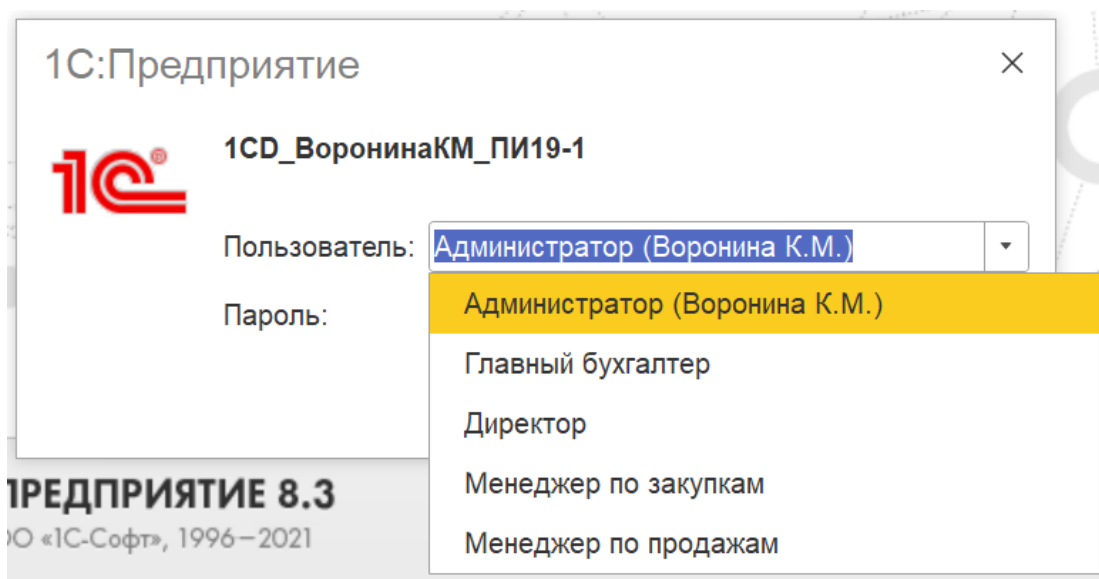 1С:Предприятие
1С
1CD_ВоронинаКМ_ПИ19-1
Пользователь: Администратор (Воронина К.М.)
Пароль:
Администратор (Воронина К.М.)
Главный бухгалтер
Директор
Менеджер по закупкам
Менеджер по продажам
ПРЕДПРИЯТИЕ 8.3
«1С-Софт», 1996–2021